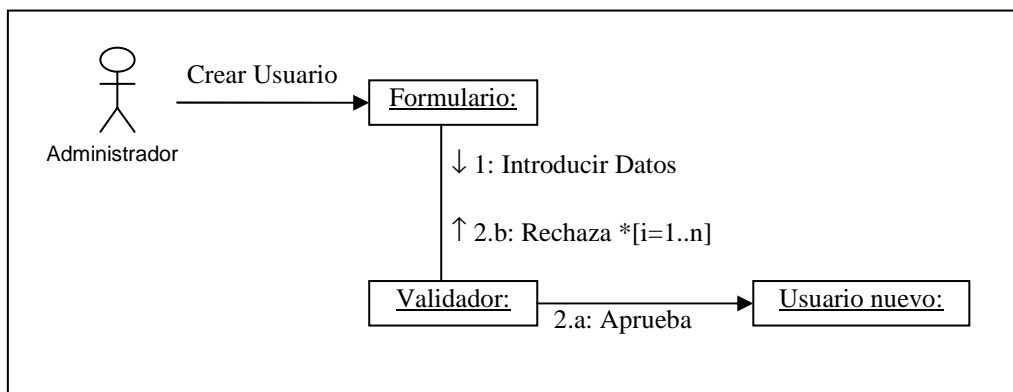 Crear Usuario
Formulario:
Administrador
↓ 1: Introducir Datos
↑ 2.b: Rechaza *[i=1..n]
Validador:
Usuario nuevo:
2.a: Aprueba